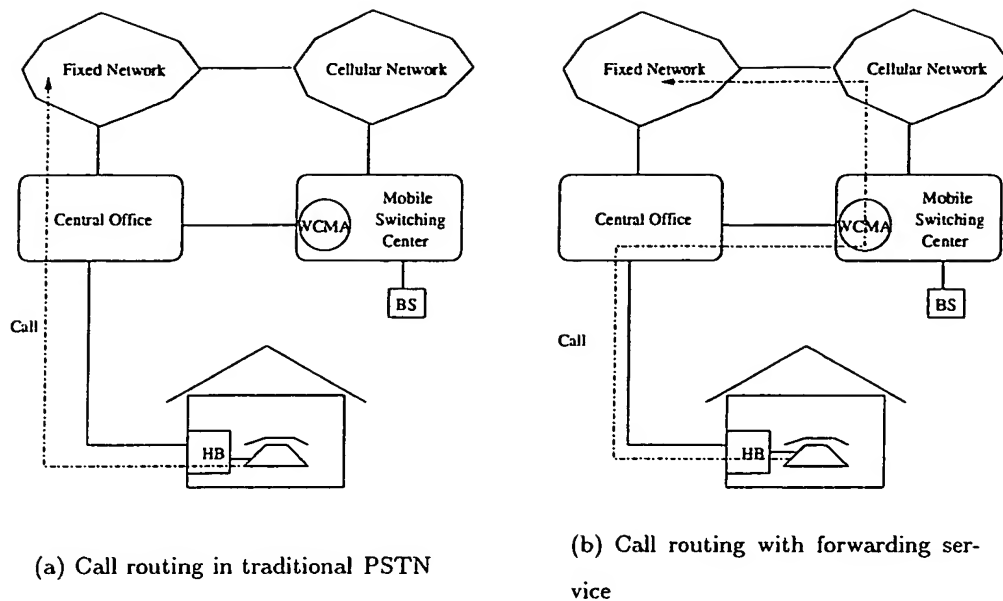 Fixed Network
Cellular Network
Central Office
WCMA
Mobile
Switching
Center
BS
Call
HB
(a) Call routing in traditional PSTN
Fixed Network
Cellular Network
Central Office
WCMA
Mobile
Switching
Center
BS
Call
HB
(b) Call routing with forwarding ser-
vice